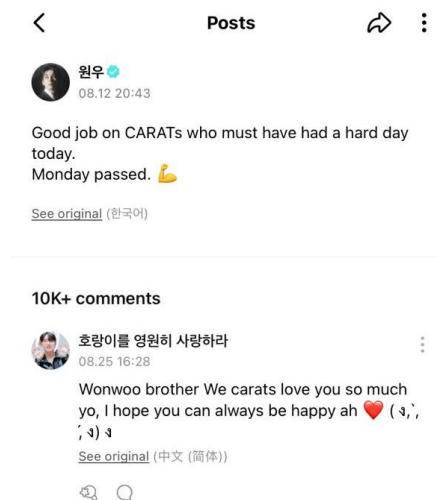 Posts
원우
08.12 20:43
Good job on CARATs who must have had a hard day
today.
Monday passed. 💪
See original (한국어)
10K+ comments
호랑이를 영원히 사랑하라
08.25 16:28
Wonwoo brother We carats love you so much
yo, I hope you can always be happy ah ❤️ ( ง,`,
´, ง) ง
See original (中文 (简体))